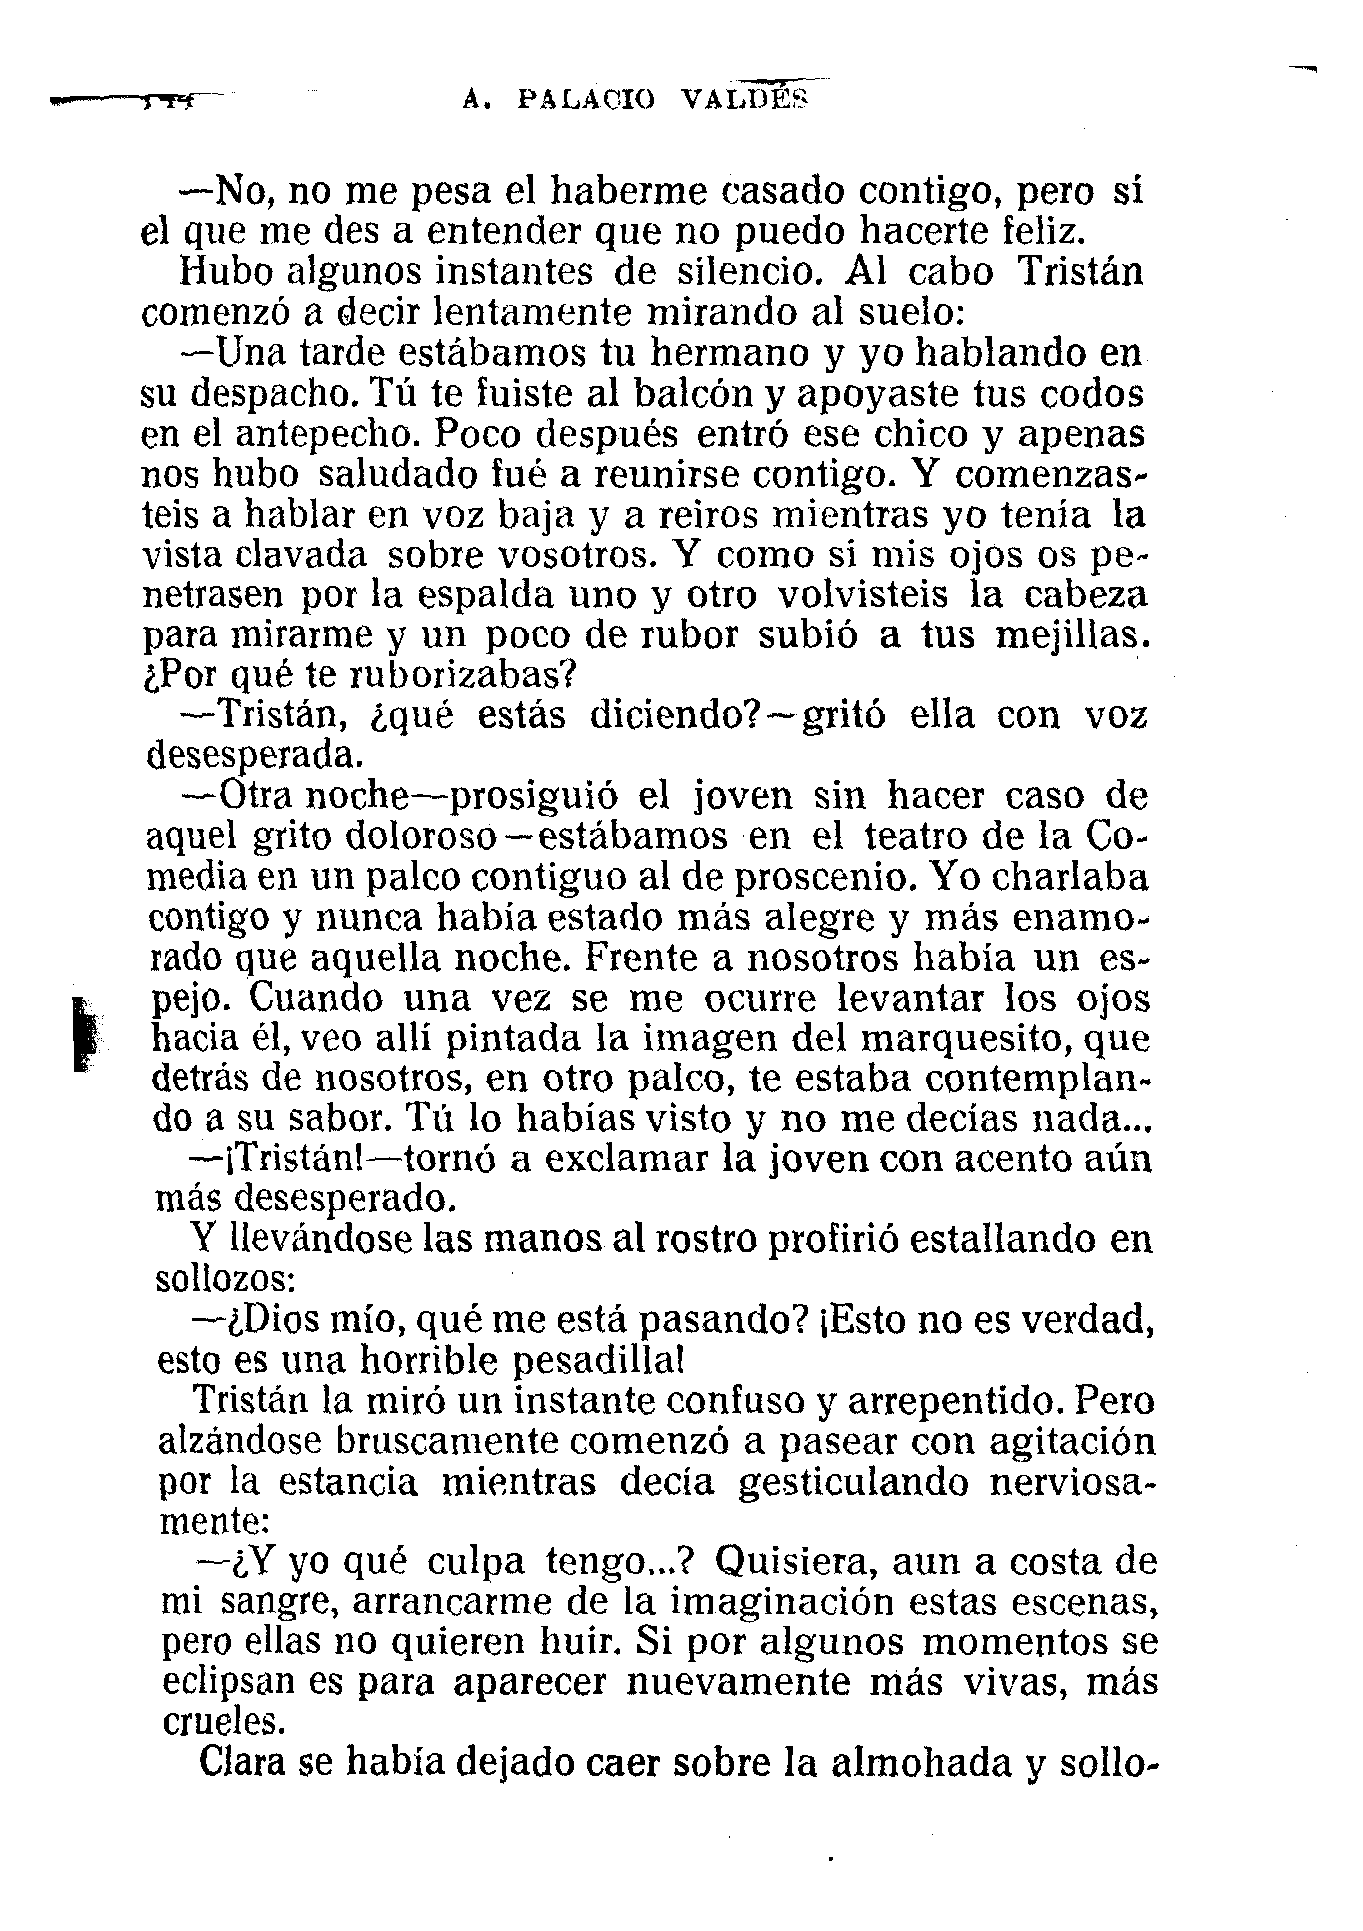 A. PALACIO VALDÉS
—No, no me pesa el haberme casado contigo, pero sí
el que me des a entender que no puedo hacerte feliz.
Hubo algunos instantes de silencio. Al cabo Tristán
comenzó a decir lentamente mirando al suelo:
—Una tarde estábamos tu hermano y yo hablando en
su despacho. Tú te fuiste al balcón y apoyaste tus codos
en el antepecho. Poco después entró ese chico y apenas
nos hubo saludado fué a reunirse contigo. Y comenzas-
teis a hablar en voz baja y a reiros mientras yo tenía la
vista clavada sobre vosotros. Y como si mis ojos os pe-
netrasen por la espalda uno y otro volvisteis la cabeza
para mirarme y un poco de rubor subió a tus mejillas.
¿Por qué te ruborizabas?
—Tristán, ¿qué estás diciendo?—gritó ella con voz
desesperada.
—Otra noche—prosiguió el joven sin hacer caso de
aquel grito doloroso—estábamos en el teatro de la Co-
media en un palco contiguo al de proscenio. Yo charlaba
contigo y nunca había estado más alegre y más enamo-
rado que aquella noche. Frente a nosotros había un es-
pejo. Cuando una vez se me ocurre levantar los ojos
hacia él, veo allí pintada la imagen del marquesito, que
detrás de nosotros, en otro palco, te estaba contemplan-
do a su sabor. Tú lo habías visto y no me decías nada...
—¡Tristán!—tornó a exclamar la joven con acento aún
más desesperado.
Y llevándose las manos al rostro profirió estallando en
sollozos:
—¿Dios mío, qué me está pasando? ¡Esto no es verdad,
esto es una horrible pesadilla!
Tristán la miró un instante confuso y arrepentido. Pero
alzándose bruscamente comenzó a pasear con agitación
por la estancia mientras decía gesticulando nerviosa-
mente:
—¿Y yo qué culpa tengo...? Quisiera, aun a costa de
mi sangre, arrancarme de la imaginación estas escenas,
pero ellas no quieren huir. Si por algunos momentos se
eclipsan es para aparecer nuevamente más vivas, más
crueles.
Clara se había dejado caer sobre la almohada y sollo-